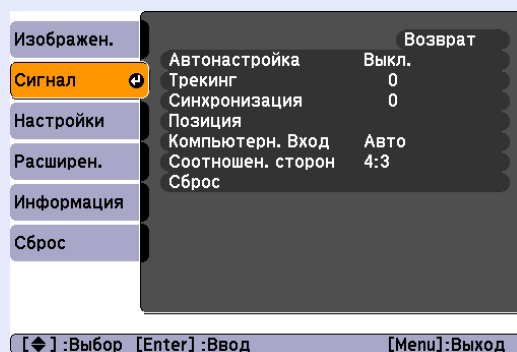 Изображен.
Сигнал
Настройки
Расширен.
Информация
Сброс
Возврат
Автонастройка Выкл.
Трекинг 0
Синхронизация 0
Позиция
Компьютерн. Вход Авто
Соотношен. сторон 4:3
Сброс
[◆] :Выбор [Enter] :Ввод [Menu]:Выход